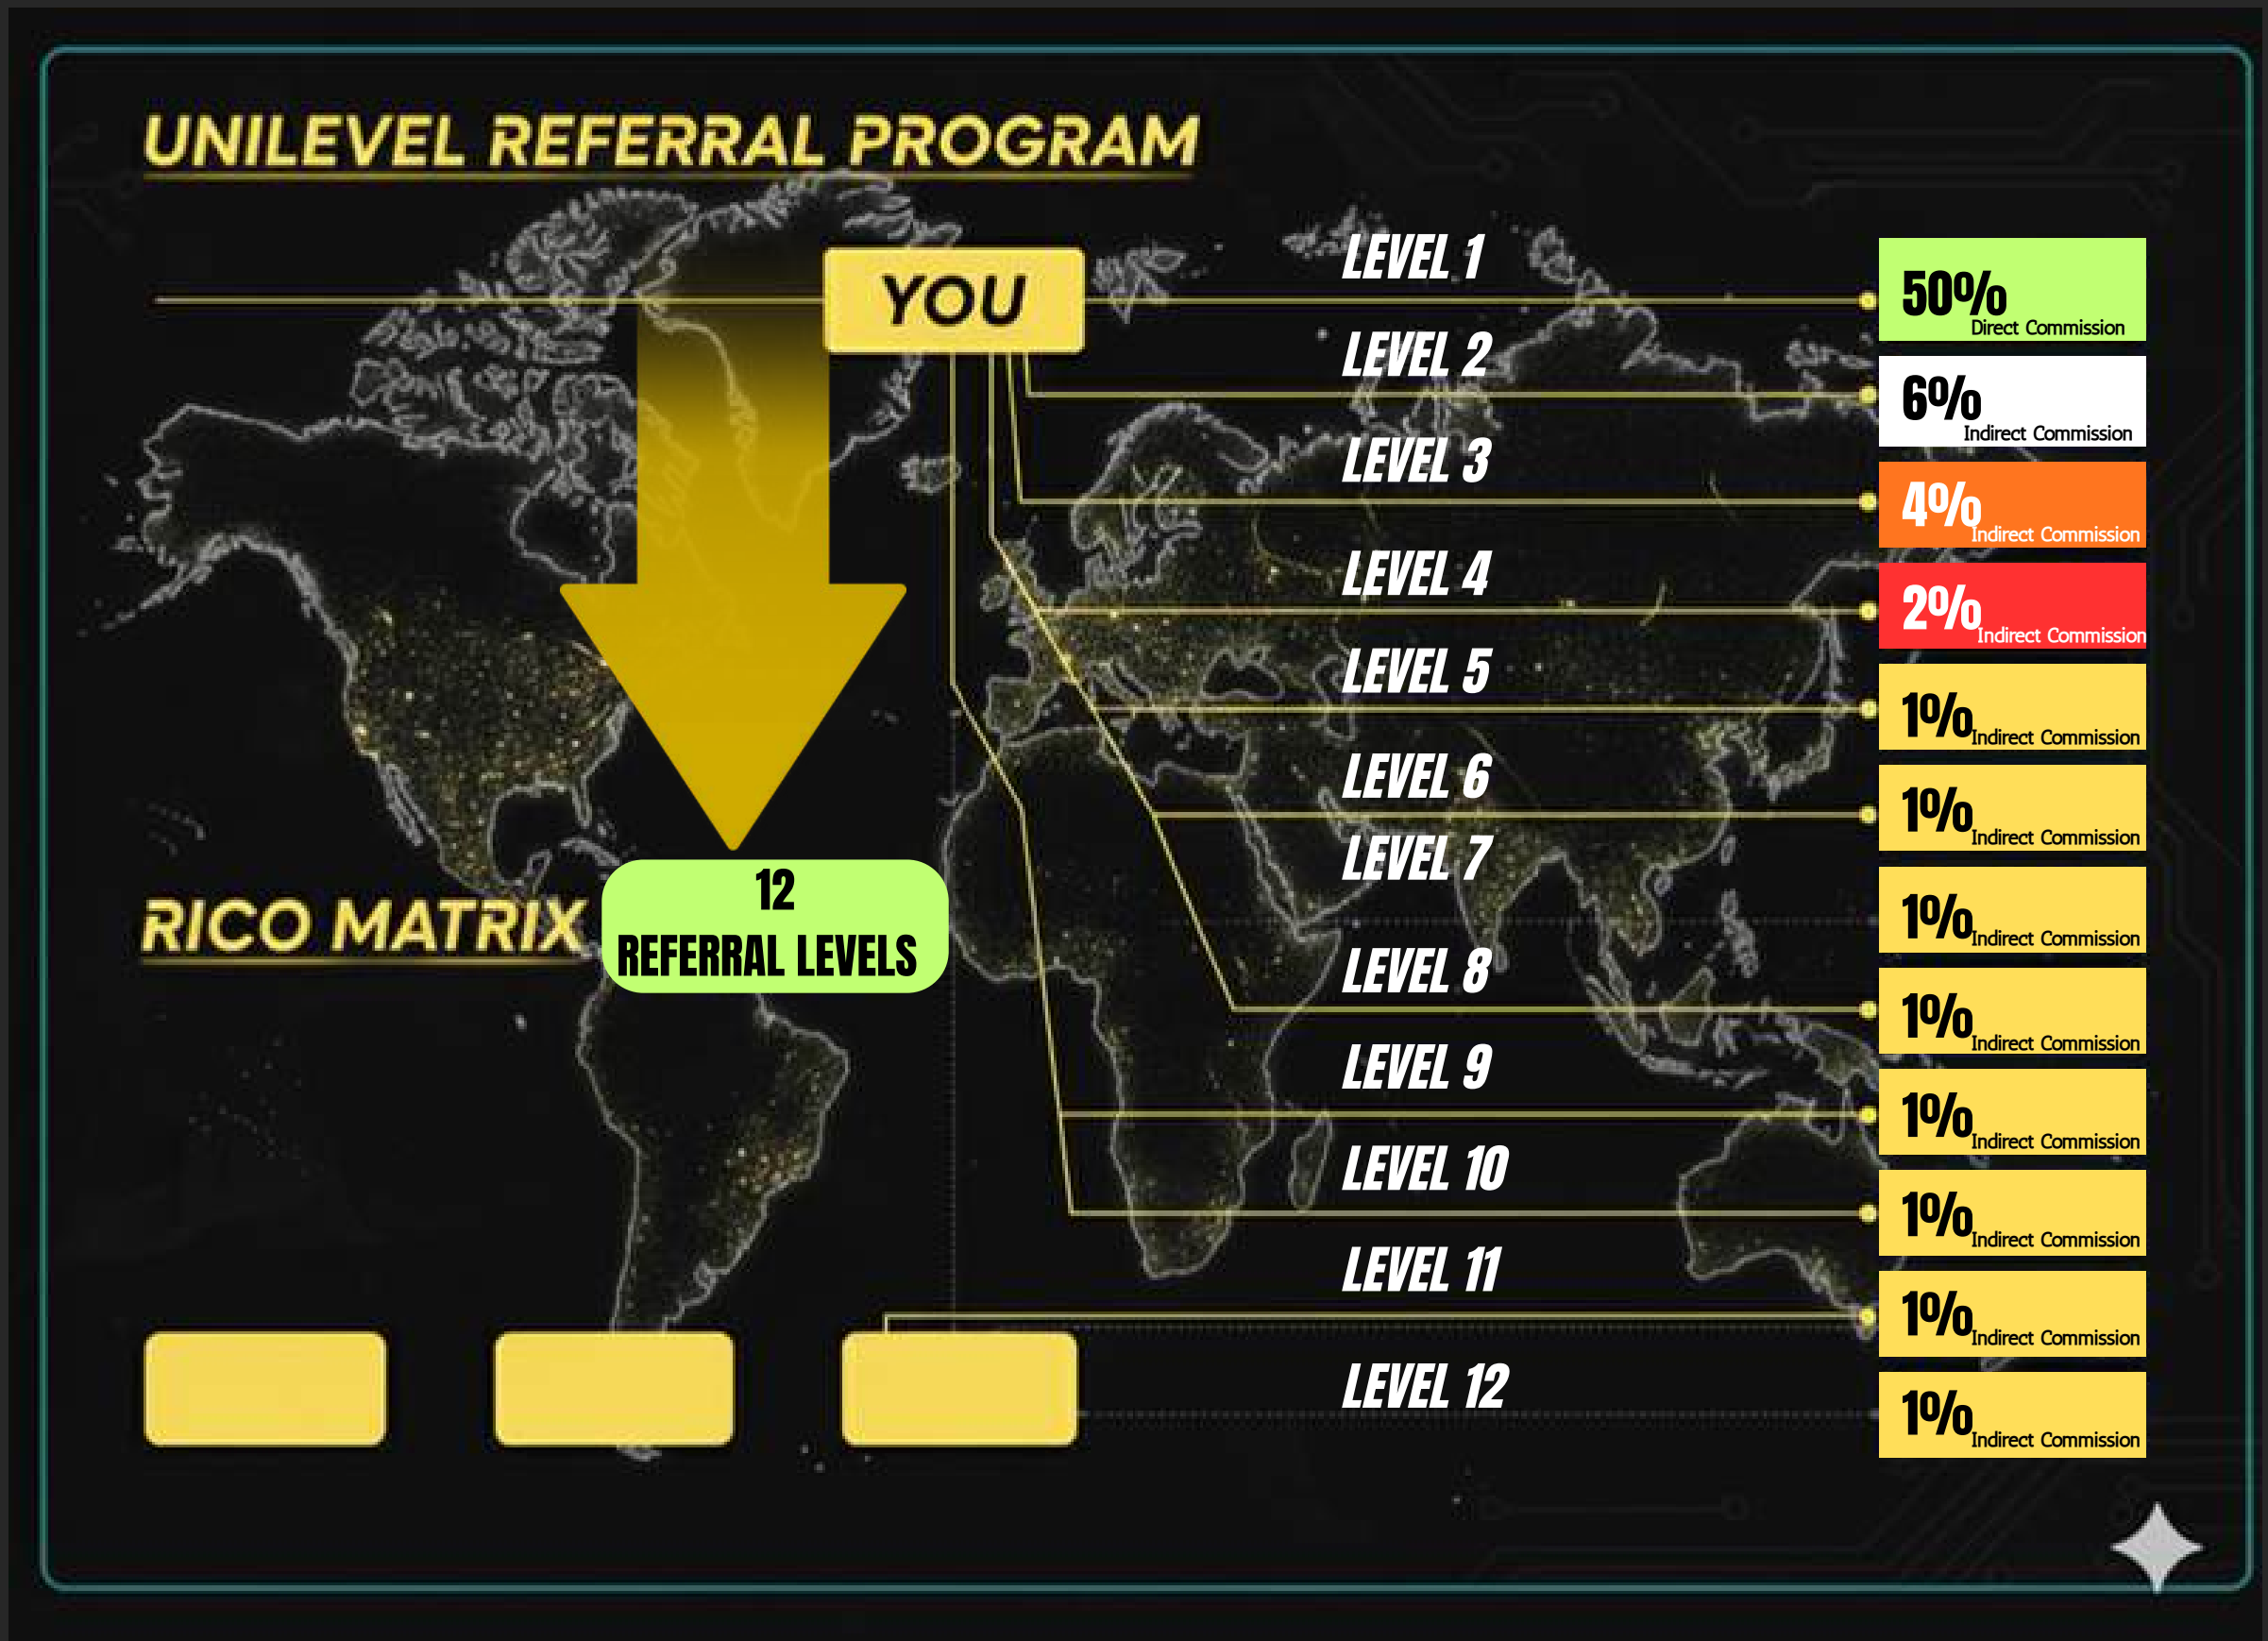 UNILEVEL REFERRAL PROGRAM
YOU
LEVEL 1
50%
Direct Commission
LEVEL 2
6%
Indirect Commission
LEVEL 3
4%
Indirect Commission
LEVEL 4
2%
Indirect Commission
LEVEL 5
1%
Indirect Commission
LEVEL 6
1%
Indirect Commission
LEVEL 7
1%
Indirect Commission
RICO MATRIX
12
REFERRAL LEVELS
LEVEL 8
1%
Indirect Commission
LEVEL 9
1%
Indirect Commission
LEVEL 10
1%
Indirect Commission
LEVEL 11
1%
Indirect Commission
LEVEL 12
1%
Indirect Commission